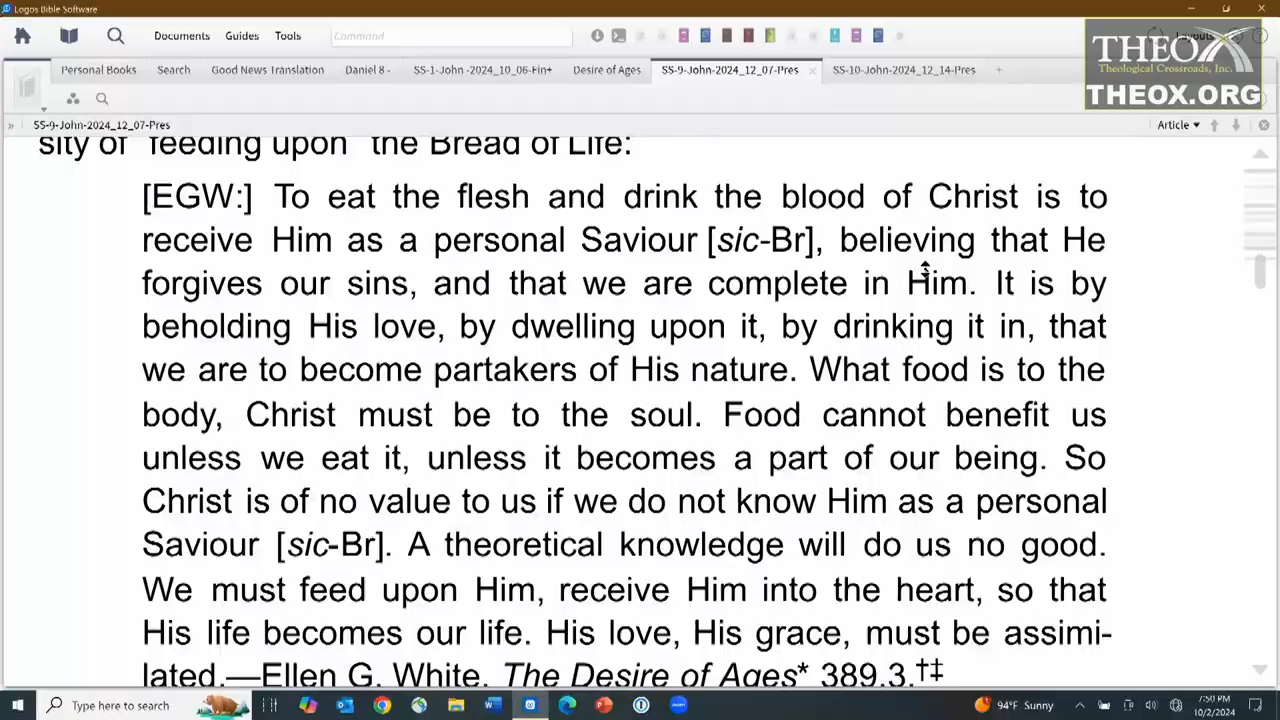 Logos Bible Software
Documents Guides Tools Command Layouts
THEOX
Theological Crossroads, Inc.
THEOX.ORG
Personal Books Search Good News Translation Daniel 8 - Desire of Ages SS-9-John-2024_12_07-Pres SS-10-John-2024_12_14-Pres
SS-9-John-2024_12_07-Pres Article
sity of "feeding upon" the Bread of Life:
[EGW:] To eat the flesh and drink the blood of Christ is to
receive Him as a personal Saviour [sic-Br], believing that He
forgives our sins, and that we are complete in Him. It is by
beholding His love, by dwelling upon it, by drinking it in, that
we are to become partakers of His nature. What food is to the
body, Christ must be to the soul. Food cannot benefit us
unless we eat it, unless it becomes a part of our being. So
Christ is of no value to us if we do not know Him as a personal
Saviour [sic-Br]. A theoretical knowledge will do us no good.
We must feed upon Him, receive Him into the heart, so that
His life becomes our life. His love, His grace, must be assimi-
lated.—Ellen G. White, The Desire of Ages* 389.3.†‡
Type here to search 94°F Sunny 7:50 PM
10/2/2024